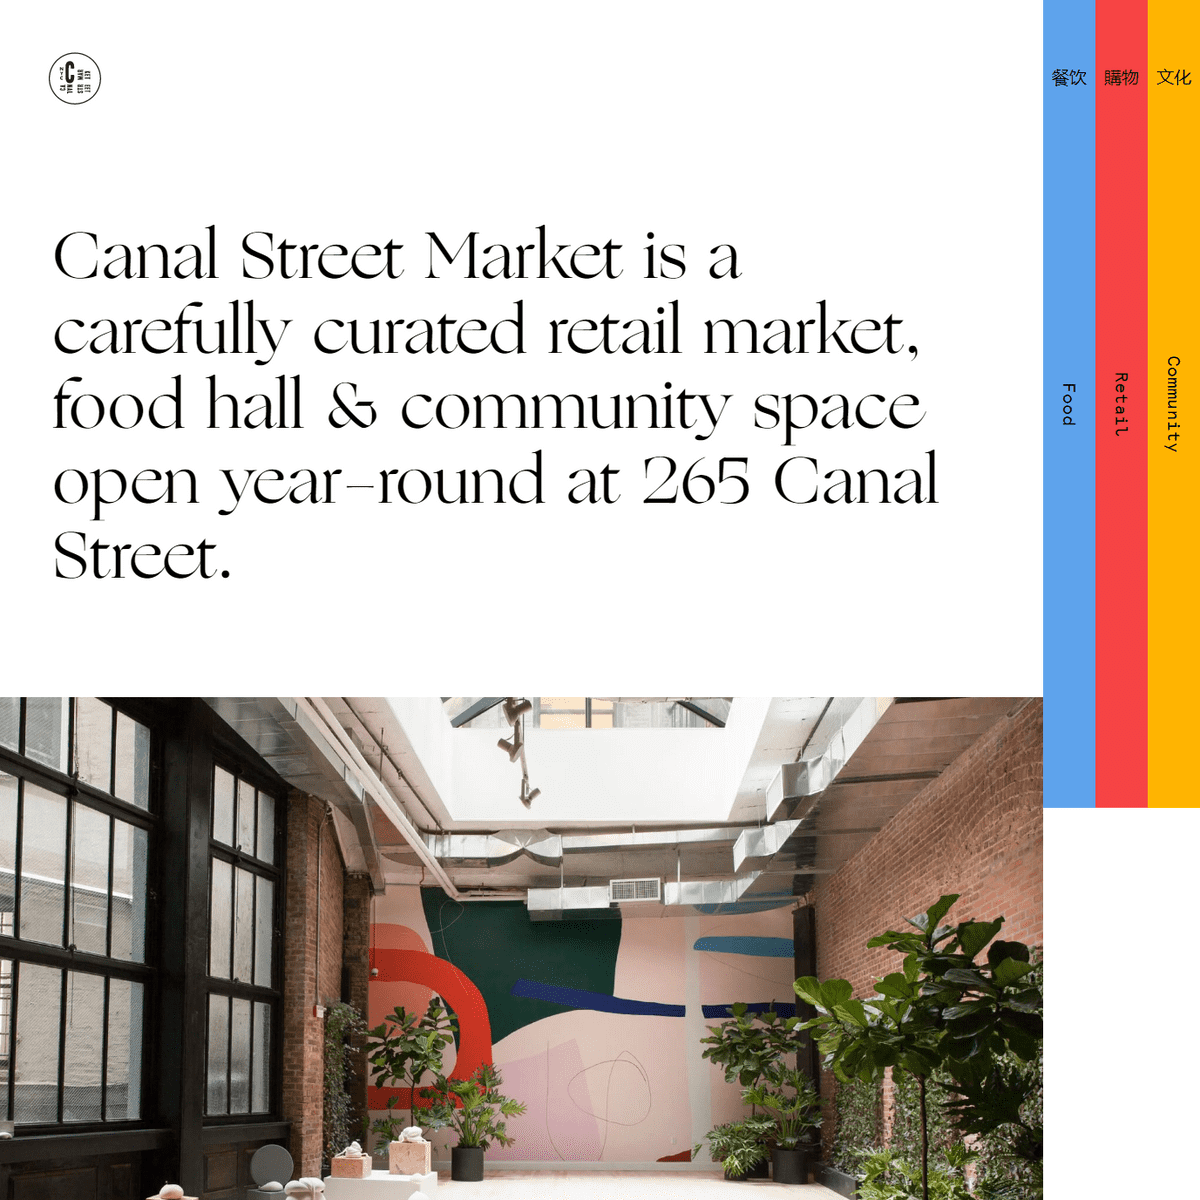 Canal Street Market is a
carefully curated retail market,
food hall & community space
open year–round at 265 Canal
Street.
餐饮
購物
文化
Food
Retail
Community